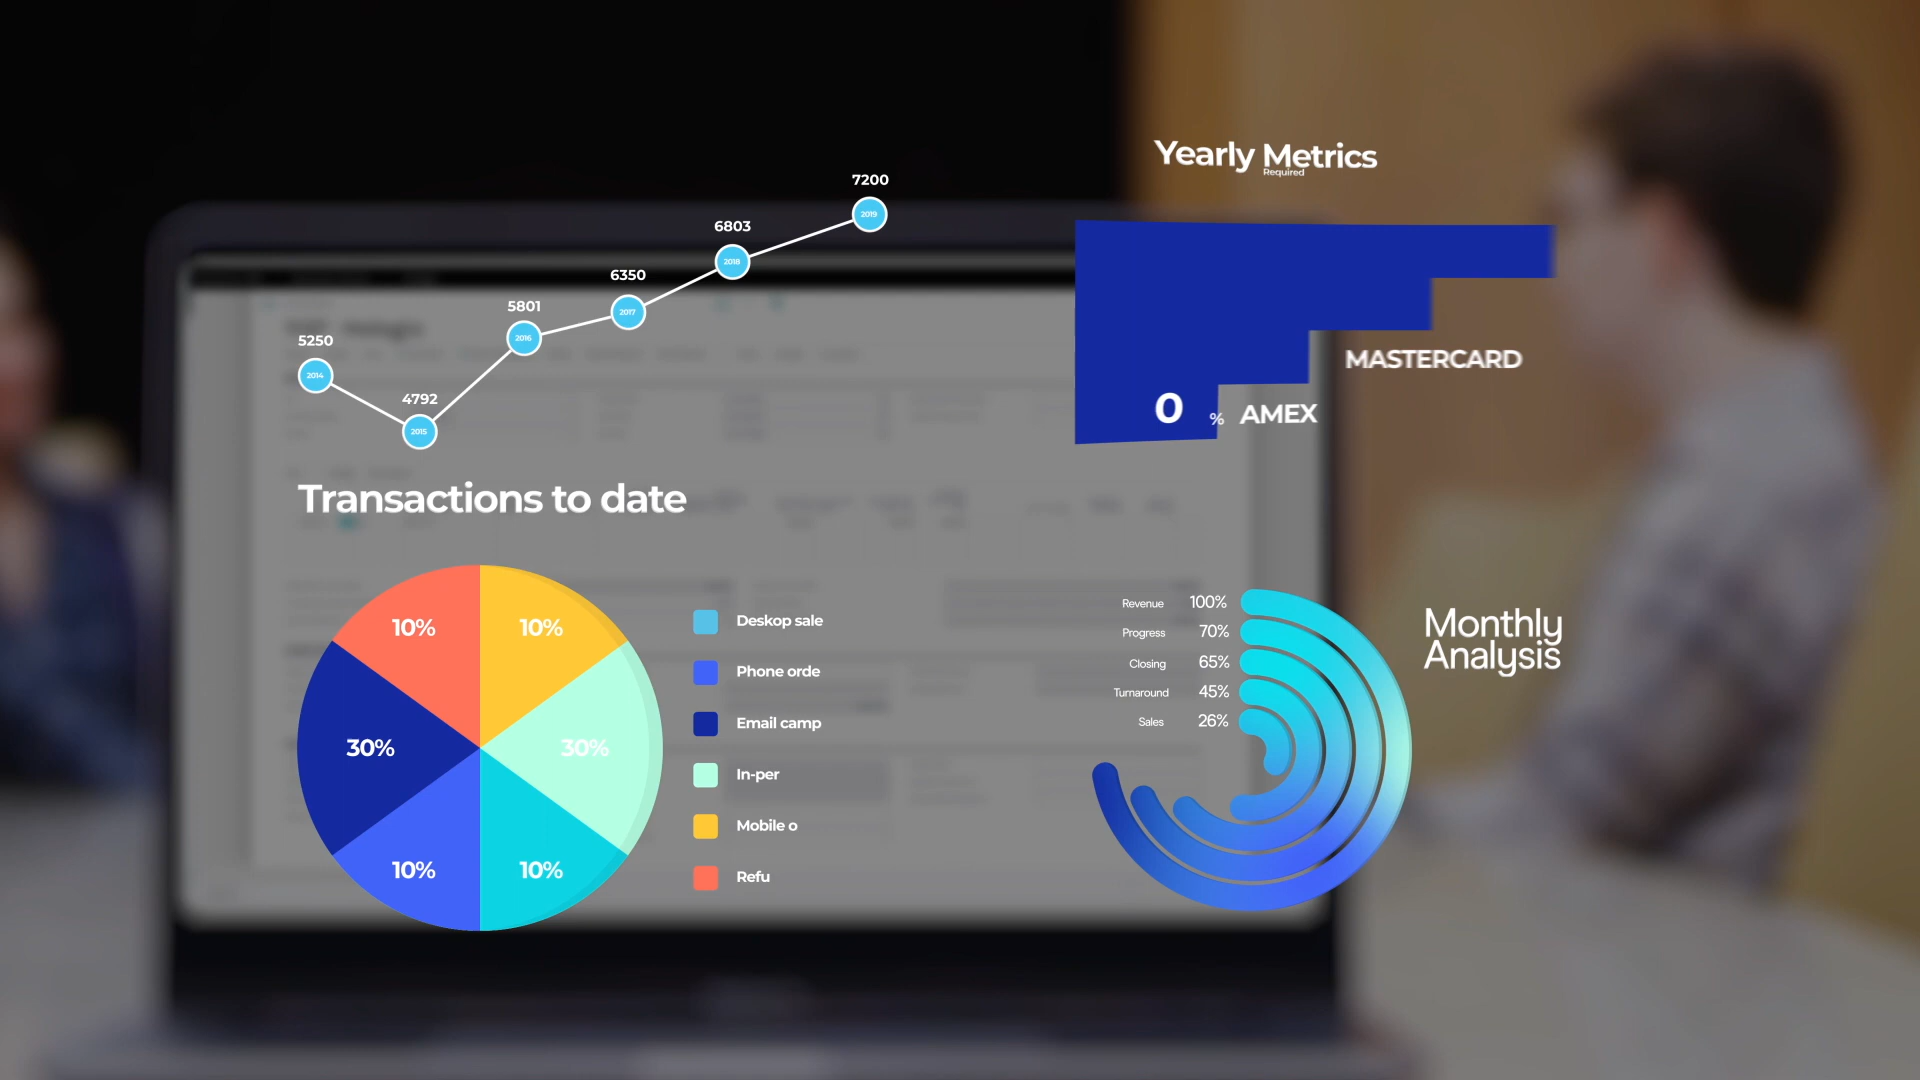 7200
2019
6803
2018
6350
2017
5801
2016
5250
2014
4792
2015
Transactions to date
10%
10%
30%
30%
10%
10%
Deskop sale
Phone orde
Email camp
In-per
Mobile o
Refu
Yearly Metrics
Required
MASTERCARD
0 % AMEX
Revenue 100%
Progress 70%
Closing 65%
Turnaround 45%
Sales 26%
Monthly
Analysis